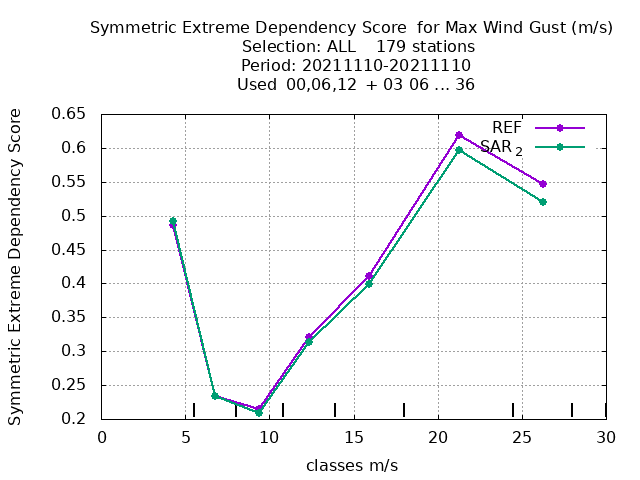 Symmetric Extreme Dependency Score  for Max Wind Gust (m/s)
Selection: ALL    179 stations
Period: 20211110-20211110
Used  00,06,12  + 03 06 ... 36
Symmetric Extreme Dependency Score
0.65
0.6
0.55
0.5
0.45
0.4
0.35
0.3
0.25
0.2
REF
SAR 2
0 5 10 15 20 25 30
classes m/s